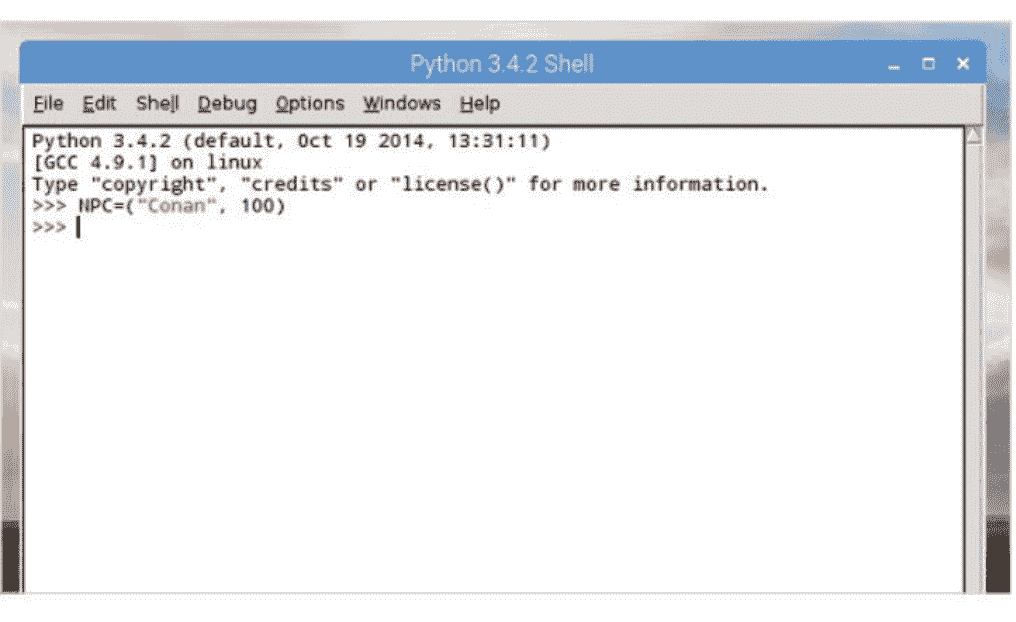 Python 3.4.2 Shell
File Edit Shell Debug Options Windows Help
Python 3.4.2 (default, Oct 19 2014, 13:31:11)
[GCC 4.9.1] on linux
Type "copyright", "credits" or "license()" for more information.
>>> NPC=("Conan", 100)
>>>